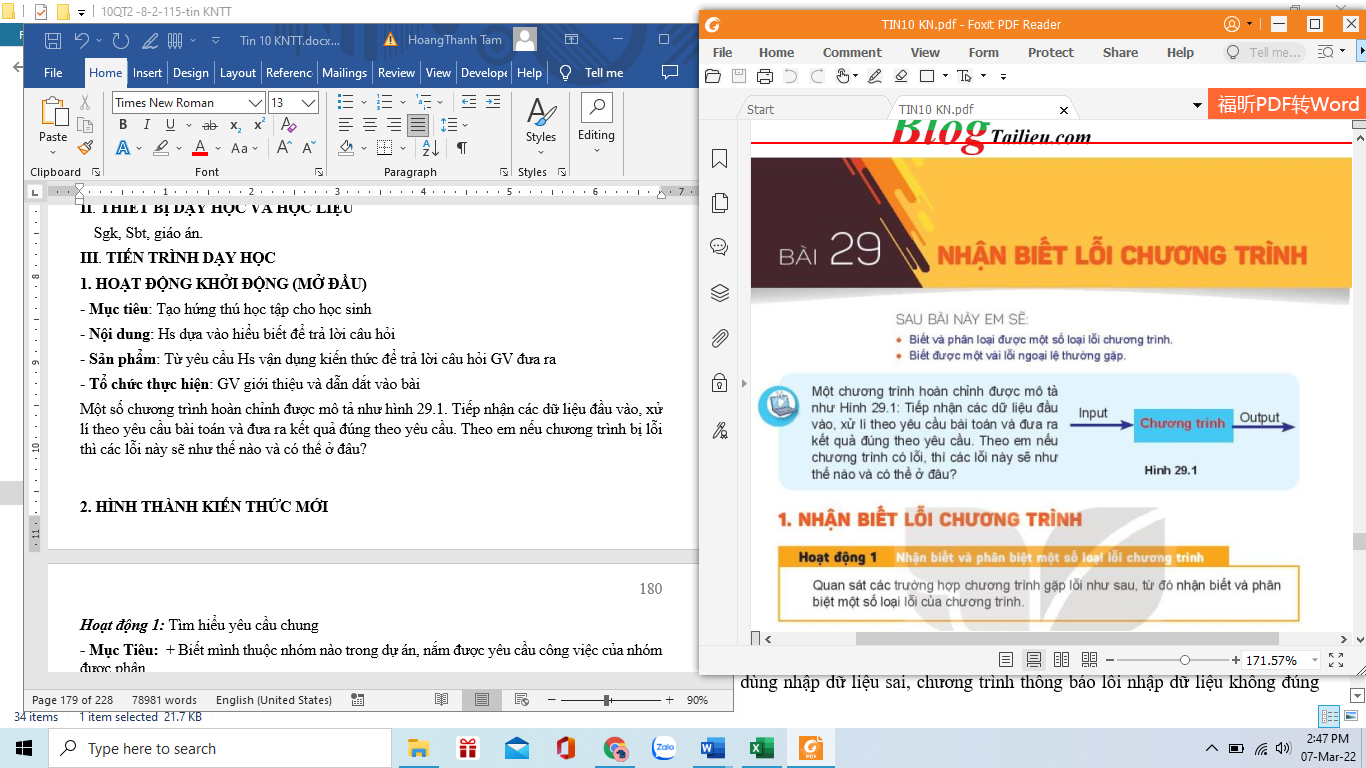 10QT2 -8-2-115-tin KNTT
Tin 10 KNTT.docx...
HoangThanh Tam
File Home Insert Design Layout Referenc Mailings Review View Develope Help Tell me
Times New Roman 13
Paste
Styles
Editing
Clipboard Font Paragraph Styles
II. THIẾT BỊ DẠY HỌC VÀ HỌC LIỆU
Sgk, Sbt, giáo án.
III. TIẾN TRÌNH DẠY HỌC
1. HOẠT ĐỘNG KHỞI ĐỘNG (MỞ ĐẦU)
- Mục tiêu: Tạo hứng thú học tập cho học sinh
- Nội dung: Hs dựa vào hiểu biết để trả lời câu hỏi
- Sản phẩm: Từ yêu cầu Hs vận dụng kiến thức để trả lời câu hỏi GV đưa ra
- Tổ chức thực hiện: GV giới thiệu và dẫn dắt vào bài
Một số chương trình hoàn chỉnh được mô tả như hình 29.1. Tiếp nhận các dữ liệu đầu vào, xử
lí theo yêu cầu bài toán và đưa ra kết quả đúng theo yêu cầu. Theo em nếu chương trình bị lỗi
thì các lỗi này sẽ như thế nào và có thể ở đâu?
2. HÌNH THÀNH KIẾN THỨC MỚI
180
Hoạt động 1: Tìm hiểu yêu cầu chung
- Mục Tiêu: + Biết mình thuộc nhóm nào trong dự án, nắm được yêu cầu công việc của nhóm
được phân
Page 179 of 228 78981 words English (United States) 90%
34 items 1 item selected 21.7 KB
TIN10 KN.pdf - Foxit PDF Reader
File Home Comment View Form Protect Share Help Tell me...
Start TIN10 KN.pdf
福昕PDF转Word
Blog Tailieu.com
BÀI 29 NHẬN BIẾT LỖI CHƯƠNG TRÌNH
SAU BÀI NÀY EM SẼ:
• Biết và phân loại được một số loại lỗi chương trình.
• Biết được một vài lỗi ngoại lệ thường gặp.
Một chương trình hoàn chỉnh được mô tả
như Hình 29.1: Tiếp nhận các dữ liệu đầu
vào, xử lí theo yêu cầu bài toán và đưa ra
kết quả đúng theo yêu cầu. Theo em nếu
chương trình có lỗi, thì các lỗi này sẽ như
thế nào và có thể ở đâu?
Input Chương trình Output
Hình 29.1
1. NHẬN BIẾT LỖI CHƯƠNG TRÌNH
Hoạt động 1 Nhận biết và phân biệt một số loại lỗi chương trình
Quan sát các trường hợp chương trình gặp lỗi như sau, từ đó nhận biết và phân
biệt một số loại lỗi của chương trình.
171.57%
dùng nhập dữ liệu sai, chương trình thông báo lỗi nhập dữ liệu không đúng
Type here to search
Zalo
2:47 PM
07-Mar-22